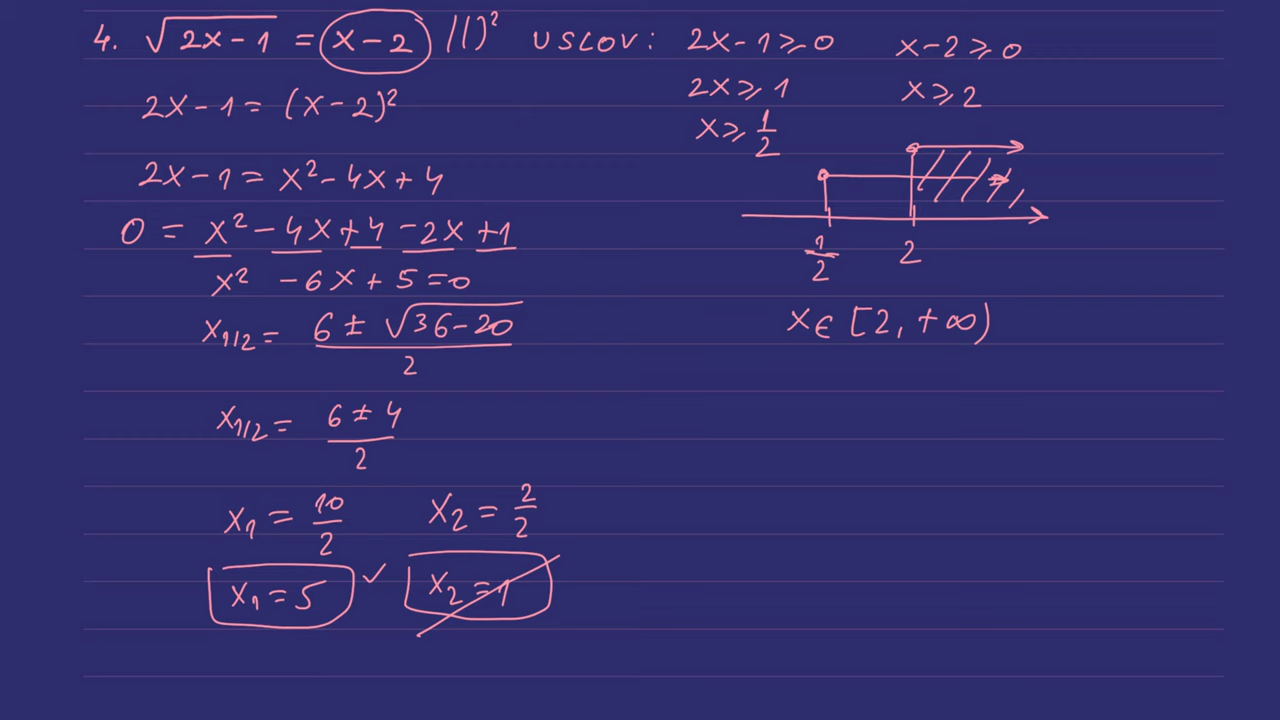 4. √(2x-1) = x-2 /()² USLOV: 2x-1≥0 x-2≥0
2x-1 = (x-2)² 2x≥1 x≥2
x≥1/2
2x-1 = x²-4x+4
0 = x²-4x+4-2x+1
1/2 2
x² -6x+5=0
x1/2 = (6±√(36-20))/2 x∈[2,+∞)
x1/2 = (6±4)/2
x₁ = 10/2 x₂ = 2/2
x₁=5 ✓ x₂=1